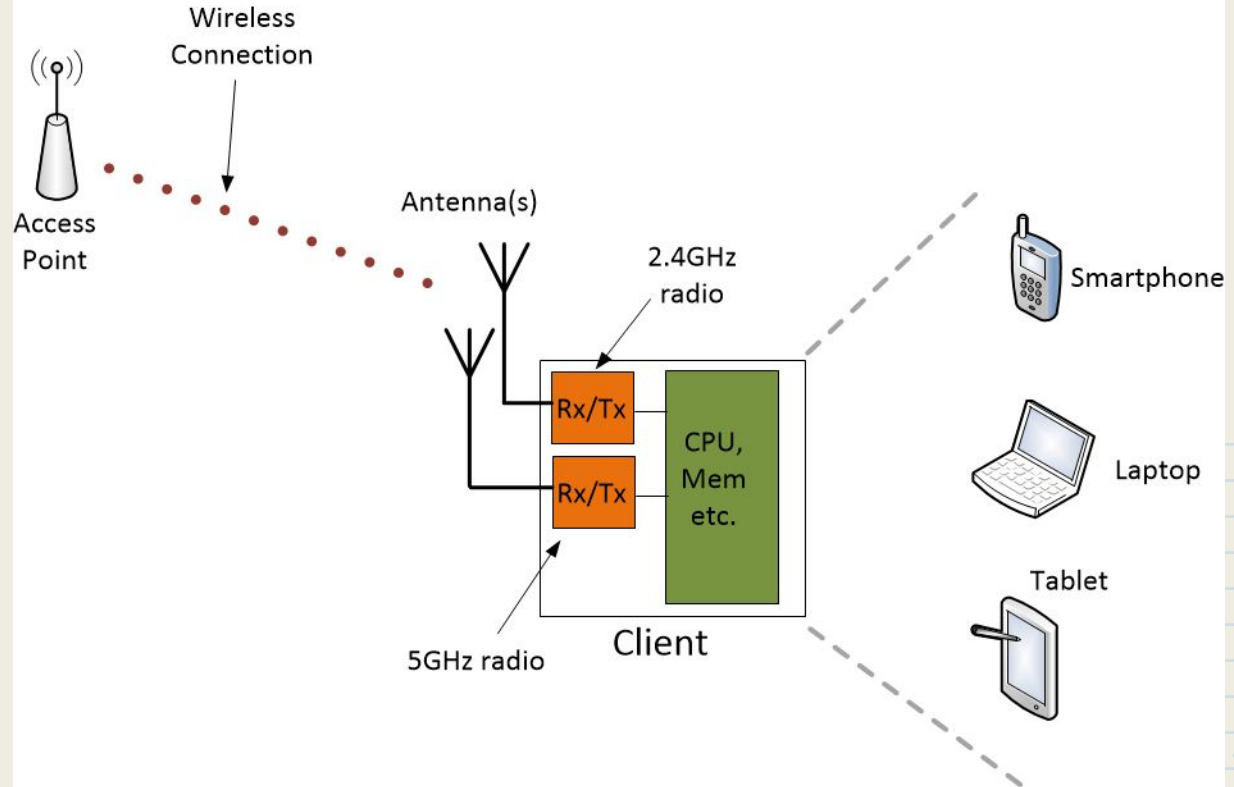 Wireless
Connection
Access
Point
Antenna(s)
2.4GHz
radio
Rx/Tx
Rx/Tx
CPU,
Mem
etc.
5GHz radio
Client
Smartphone
Laptop
Tablet